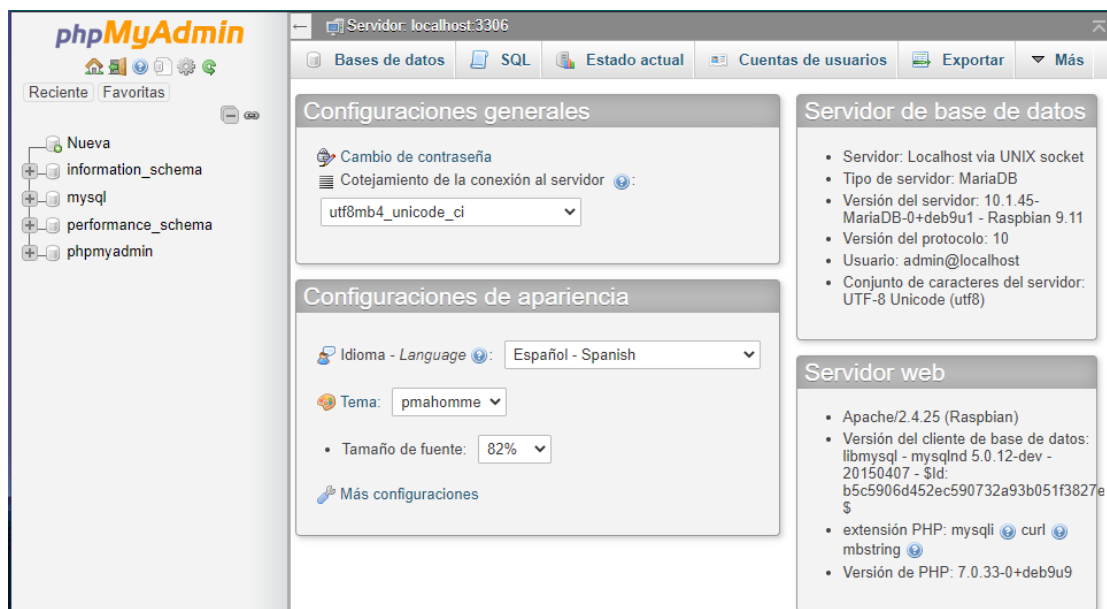 phpMyAdmin
Reciente Favoritas
Nueva
information_schema
mysql
performance_schema
phpmyadmin
Servidor: localhost:3306
Bases de datos SQL Estado actual Cuentas de usuarios Exportar Más
Configuraciones generales
Cambio de contraseña
Cotejamiento de la conexión al servidor :
utf8mb4_unicode_ci
Configuraciones de apariencia
Idioma - Language : Español - Spanish
Tema: pmahomme
Tamaño de fuente: 82%
Más configuraciones
Servidor de base de datos
Servidor: Localhost via UNIX socket
Tipo de servidor: MariaDB
Versión del servidor: 10.1.45-
MariaDB-0+deb9u1 - Raspbian 9.11
Versión del protocolo: 10
Usuario: admin@localhost
Conjunto de caracteres del servidor:
UTF-8 Unicode (utf8)
Servidor web
Apache/2.4.25 (Raspbian)
Versión del cliente de base de datos:
libmysql - mysqlnd 5.0.12-dev -
20150407 - $Id:
b5c5906d452ec590732a93b051f3827e
$
extensión PHP: mysqli curl
mbstring
Versión de PHP: 7.0.33-0+deb9u9